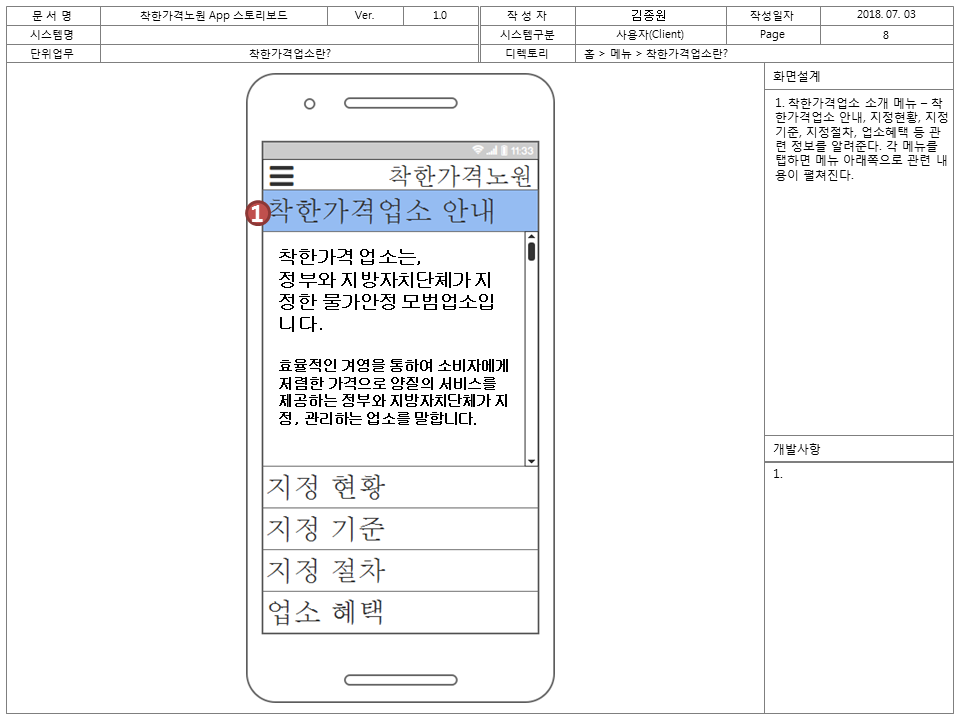 문 서 명 착한가격노원 App 스토리보드 Ver. 1.0 작 성 자 김종원 작성일자 2018. 07. 03
시스템명 시스템구분 사용자(Client) Page 8
단위업무 착한가격업소란? 디렉토리 홈 > 메뉴 > 착한가격업소란?
11:33
착한가격노원
1
착한가격업소 안내
착한가격 업소는,
정부와 지방자치단체가 지
정한 물가안정 모범업소입
니다.
효율적인 겨영을 통하여 소비자에게
저렴한 가격으로 양질의 서비스를
제공하는 정부와 지방자치단체가 지
정, 관리하는 업소를 말합니다.
지정 현황
지정 기준
지정 절차
업소 혜택
화면설계
1. 착한가격업소 소개 메뉴 – 착
한가격업소 안내, 지정현황, 지정
기준, 지정절차, 업소혜택 등 관
련 정보를 알려준다. 각 메뉴를
탭하면 메뉴 아래쪽으로 관련 내
용이 펼쳐진다.
개발사항
1.